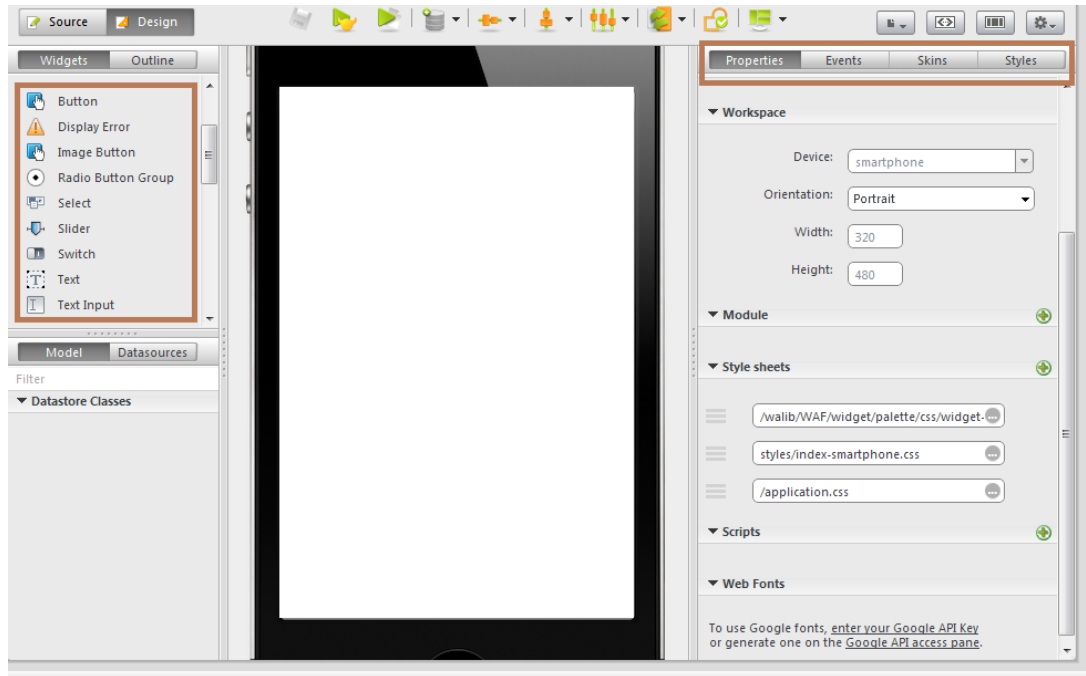 Source Design
Widgets Outline
Button
Display Error
Image Button
Radio Button Group
Select
Slider
Switch
Text
Text Input
Model Datasources
Filter
Datastore Classes
Properties Events Skins Styles
Workspace
Device: smartphone
Orientation: Portrait
Width: 320
Height: 480
Module
Style sheets
/walib/WAF/widget/palette/css/widget-
styles/index-smartphone.css
/application.css
Scripts
Web Fonts
To use Google fonts, enter your Google API Key
or generate one on the Google API access pane.